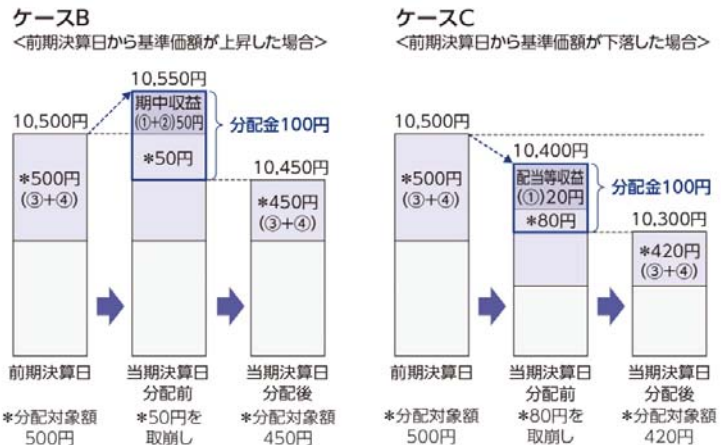 ケースB
<前期決算日から基準価額が上昇した場合>
10,550円
10,500円
期中収益
(①+②)50円
分配金100円
*50円
*500円
(③+④)
10,450円
*450円
(③+④)
前期決算日
当期決算日
分配前
当期決算日
分配後
*分配対象額
500円
*50円を
取崩し
*分配対象額
450円
ケースC
<前期決算日から基準価額が下落した場合>
10,500円
10,400円
*500円
(③+④)
配当等収益
(①)20円
分配金100円
*80円
10,300円
*420円
(③+④)
前期決算日
当期決算日
分配前
当期決算日
分配後
*分配対象額
500円
*80円を
取崩し
*分配対象額
420円